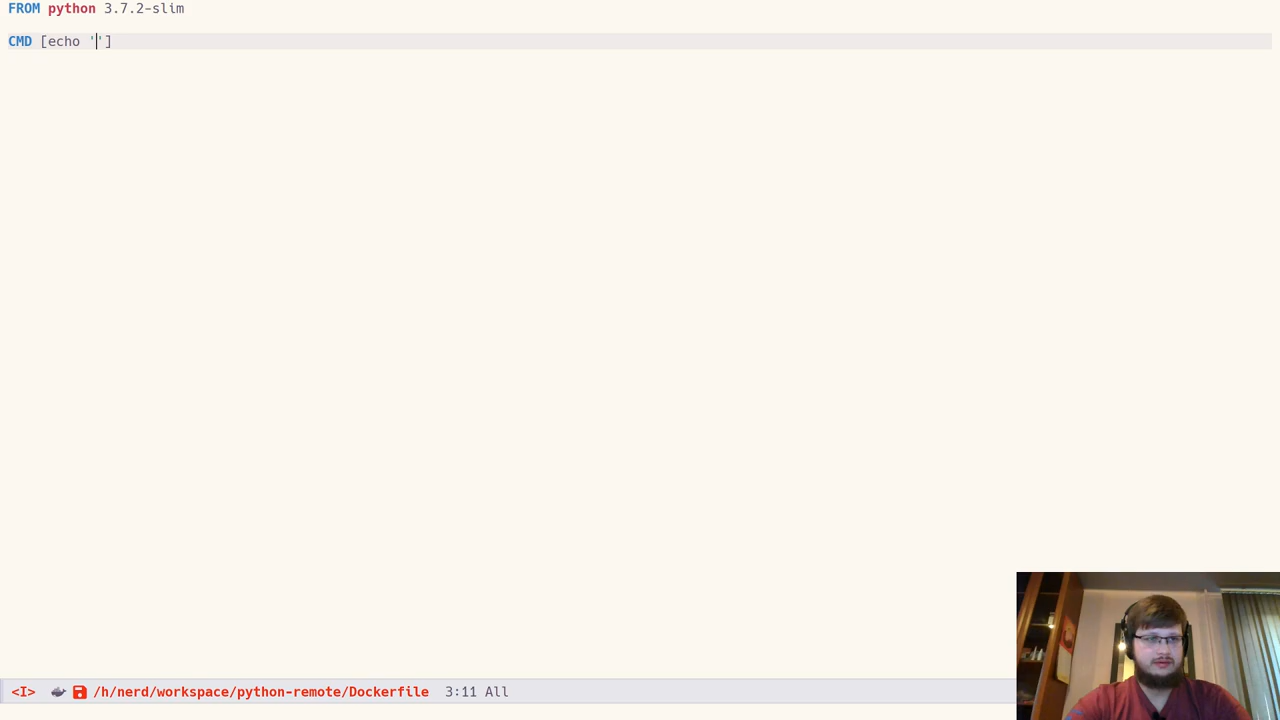 FROM python 3.7.2-slim
CMD [echo '']
<I> /h/nerd/workspace/python-remote/Dockerfile 3:11 All